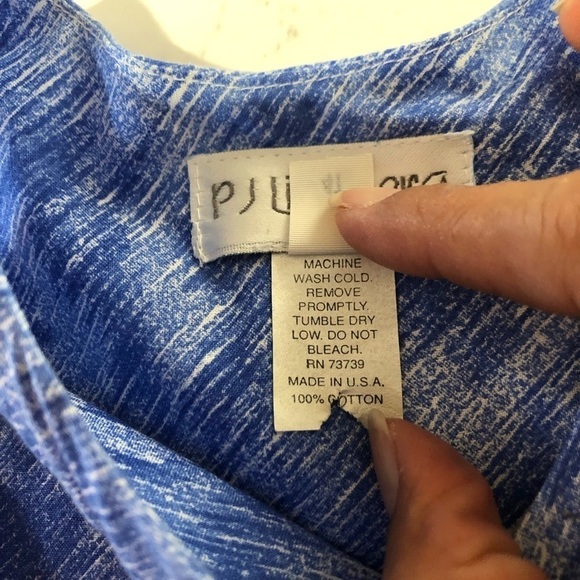 MACHINE
WASH COLD.
REMOVE
PROMPTLY.
TUMBLE DRY
LOW. DO NOT
BLEACH.
RN 73739
MADE IN U.S.A.
100% COTTON